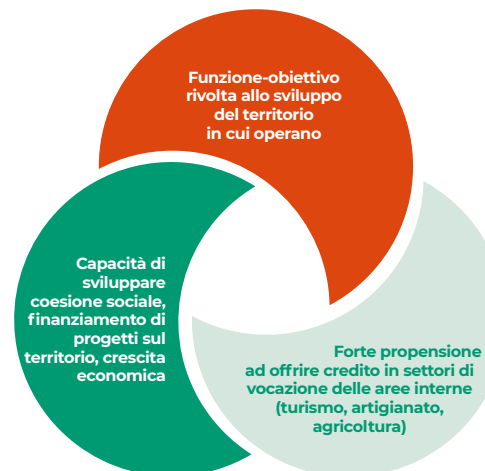 Funzione-obiettivo
rivolta allo sviluppo
del territorio
in cui operano
Capacità di
sviluppare
coesione sociale,
finanziamento di
progetti sul
territorio, crescita
economica
Forte propensione
ad offrire credito in settori di
vocazione delle aree interne
(turismo, artigianato,
agricoltura)